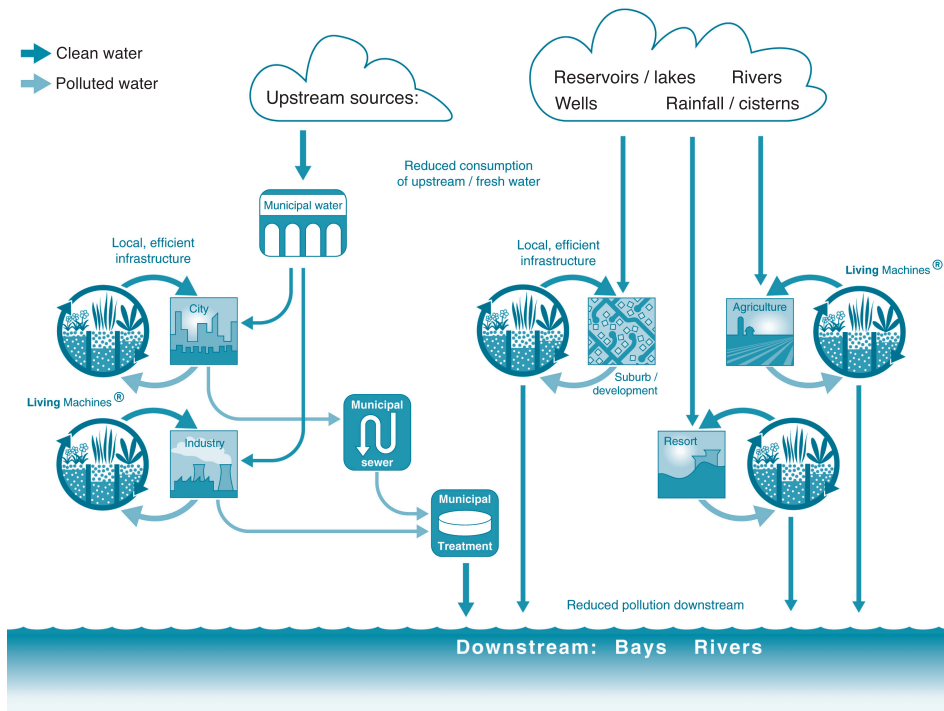 Clean water
Polluted water
Upstream sources:
Reservoirs / lakes Rivers
Wells Rainfall / cisterns
Reduced consumption
of upstream / fresh water
Municipal water
Local, efficient
infrastructure
City
Living Machines®
Industry
Municipal
sewer
Municipal
Treatment
Local, efficient
infrastructure
Suburb /
development
Living Machines®
Agriculture
Resort
Reduced pollution downstream
Downstream: Bays Rivers